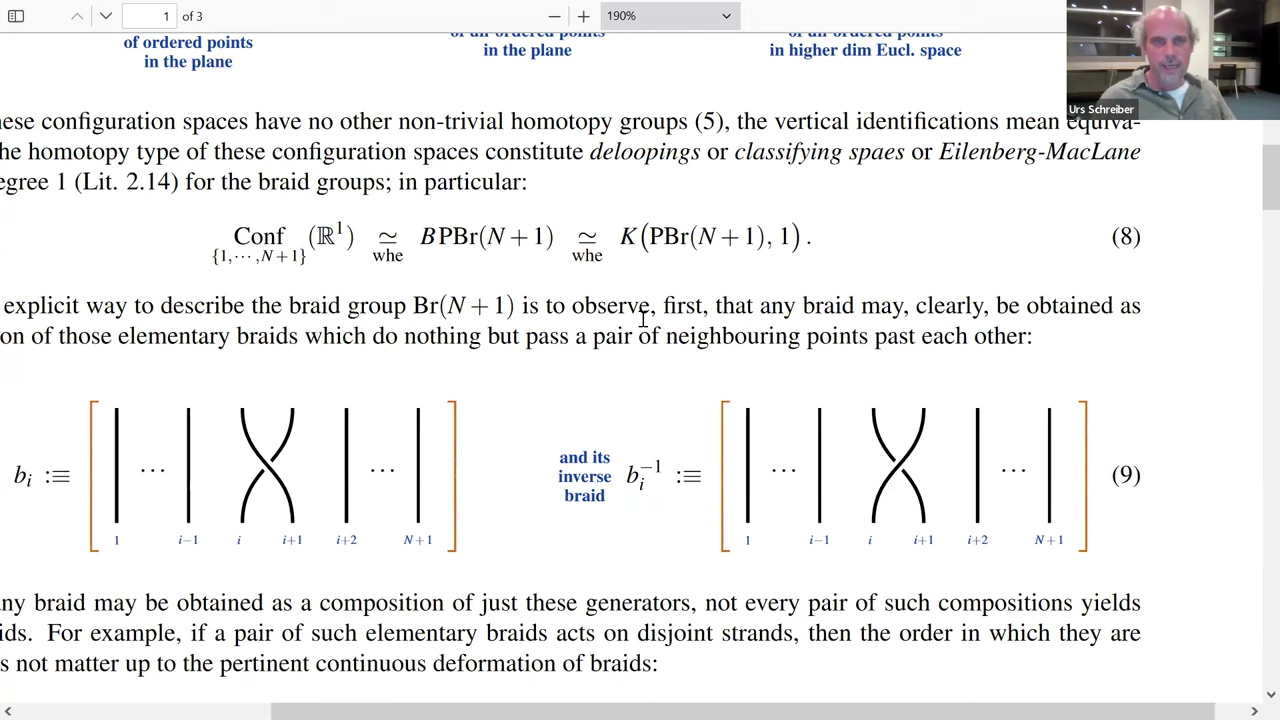 1 of 3
190%
Urs Schreiber
of ordered points
in the plane
of un-ordered points
in the plane
of un-ordered points
in higher dim Eucl. space
hese configuration spaces have no other non-trivial homotopy groups (5), the vertical identifications mean equiva-
he homotopy type of these configuration spaces constitute deloopings or classifying spaes or Eilenberg-MacLane
egree 1 (Lit. 2.14) for the braid groups; in particular:
Conf (ℝ¹) ≃ BPBr(N + 1) ≃ K(PBr(N + 1), 1) . (8)
{1,⋯,N+1} whe whe
explicit way to describe the braid group Br(N + 1) is to observe, first, that any braid may, clearly, be obtained as
on of those elementary braids which do nothing but pass a pair of neighbouring points past each other:
bᵢ :≡ [ ⋯ ⋯ ] and its inverse braid bᵢ⁻¹ :≡ [ ⋯ ⋯ ] (9)
1 i−1 i i+1 i+2 N+1 1 i−1 i i+1 i+2 N+1
any braid may be obtained as a composition of just these generators, not every pair of such compositions yields
ids. For example, if a pair of such elementary braids acts on disjoint strands, then the order in which they are
s not matter up to the pertinent continuous deformation of braids: